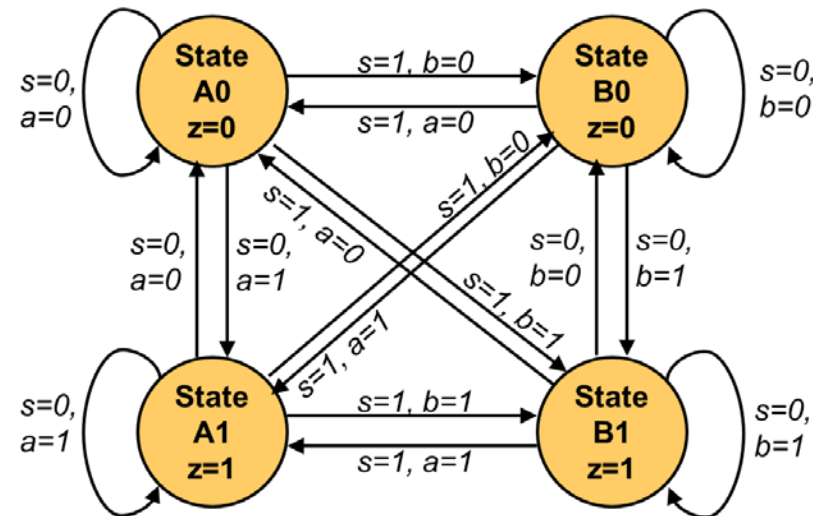 State
A0
z=0
State
B0
z=0
s=0,
a=0
s=1, b=0
s=1, a=0
s=0,
b=0
s=1, b=0
s=1, a=0
s=0,
a=0
s=0,
a=1
s=0,
b=0
s=0,
b=1
s=1, b=1
s=1, a=1
State
A1
z=1
State
B1
z=1
s=0,
a=1
s=1, b=1
s=1, a=1
s=0,
b=1